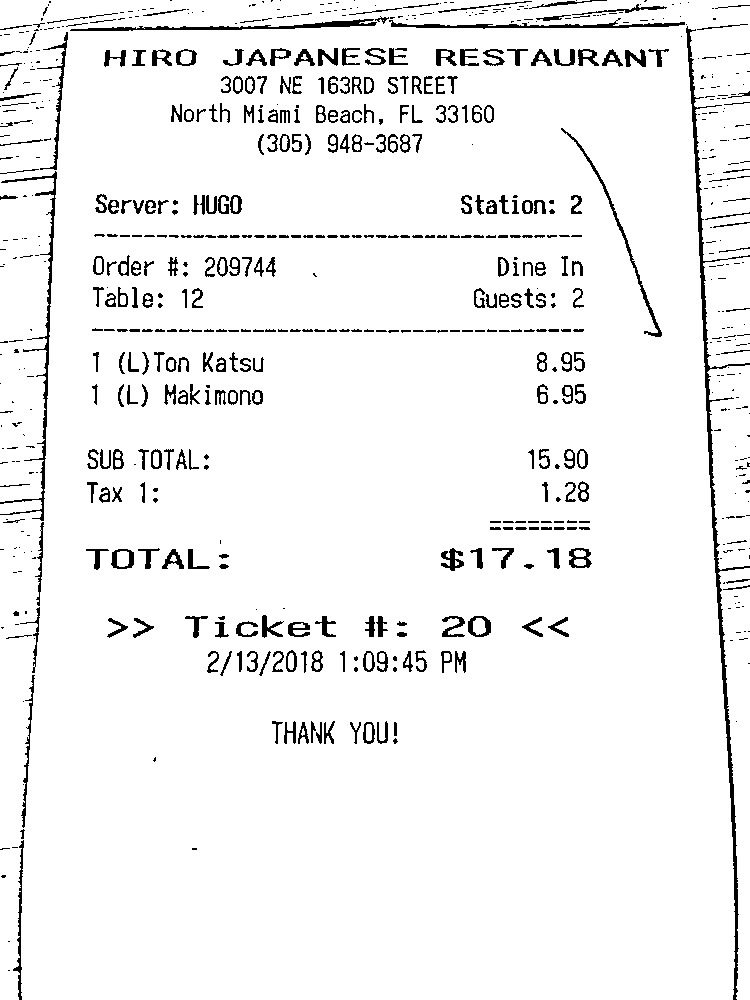 HIRO JAPANESE RESTAURANT
3007 NE 163RD STREET
North Miami Beach, FL 33160
(305) 948-3687
Server: HUGO Station: 2
----------------------------------------
Order #: 209744 Dine In
Table: 12 Guests: 2
----------------------------------------
1 (L)Ton Katsu 8.95
1 (L) Makimono 6.95
SUB TOTAL: 15.90
Tax 1: 1.28
========
TOTAL: $17.18
>> Ticket #: 20 <<
2/13/2018 1:09:45 PM
THANK YOU!